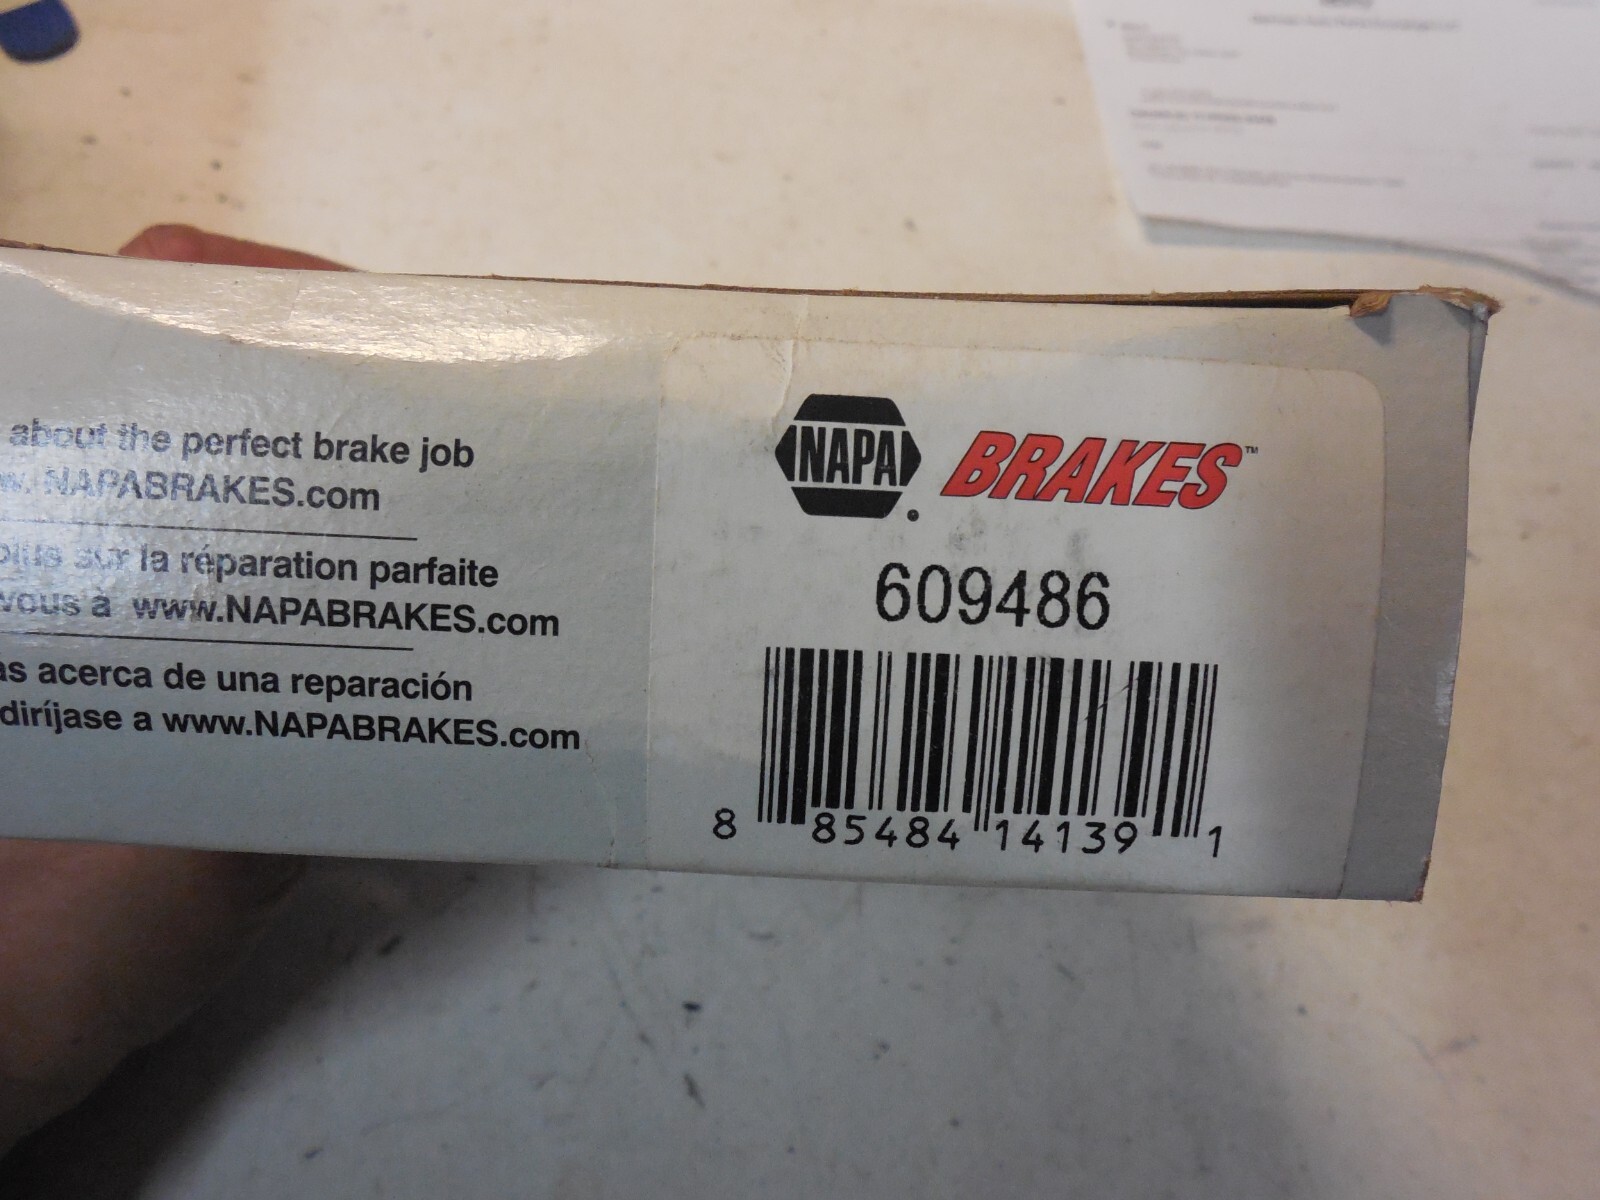 about the perfect brake job
w. NAPABRAKES.com
plus sur la réparation parfaite
vous à www.NAPABRAKES.com
as acerca de una reparación
diríjase a www.NAPABRAKES.com
NAPA BRAKES™
609486
8 85484 14139 1